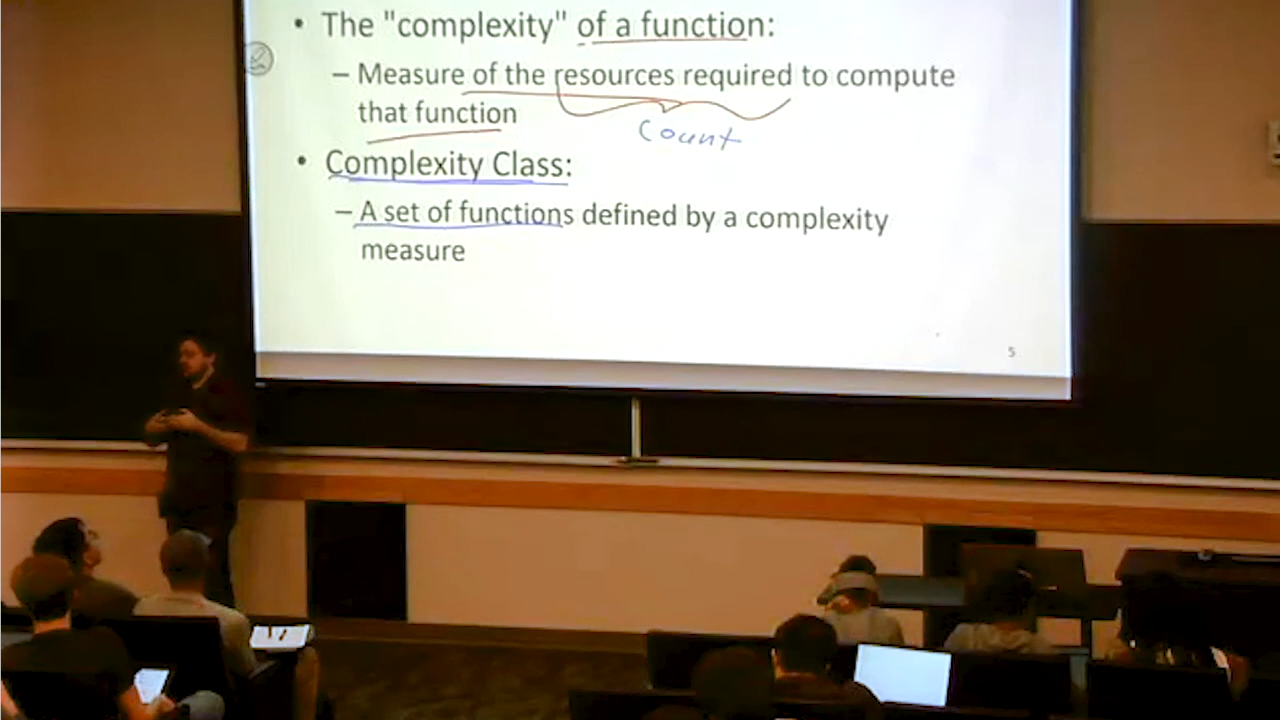 • The "complexity" of a function:
– Measure of the resources required to compute
that function
Count
• Complexity Class:
– A set of functions defined by a complexity
measure
5